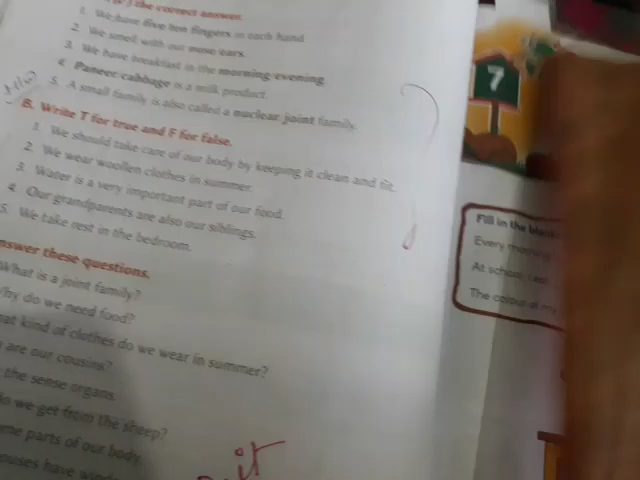 the correct answer.
1. We have five/ten fingers in each hand
2. We smell with our nose/ears.
3. We have breakfast in the morning/evening.
4. Paneer/cabbage is a milk product.
5. A small family is also called a nuclear/joint family.
B. Write T for true and F for false.
1. We should take care of our body by keeping it clean and fit.
2. We wear woollen clothes in summer.
3. Water is a very important part of our food.
4. Our grandparents are also our siblings.
5. We take rest in the bedroom.
nswer these questions.
What is a joint family?
hy do we need food?
at kind of clothes do we wear in summer?
are our cousins?
the sense organs.
do we get from the sheep?
me parts of our body
ouses have
it
7
Fill in the
Every morning
At school, I
The colour of